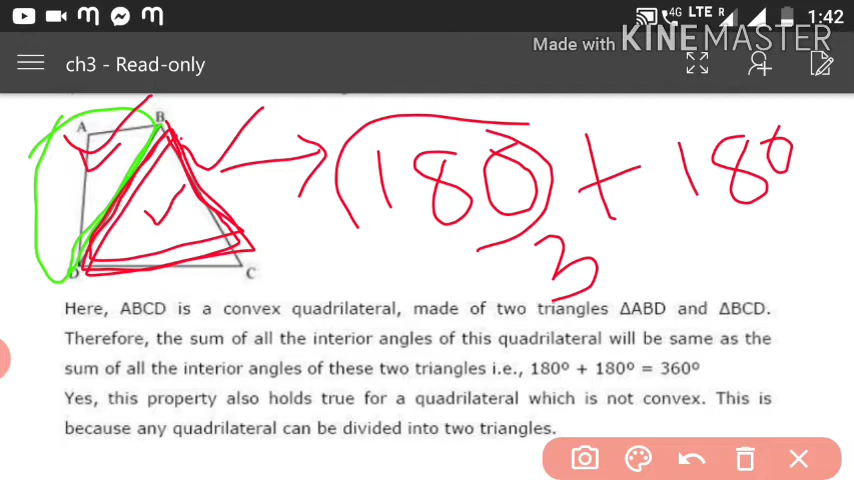 4G LTE R 1:42
Made with KINEMASTER
ch3 - Read-only
A B
180 + 180
3
D C
Here, ABCD is a convex quadrilateral, made of two triangles ΔABD and ΔBCD.
Therefore, the sum of all the interior angles of this quadrilateral will be same as the
sum of all the interior angles of these two triangles i.e., 180º + 180º = 360º
Yes, this property also holds true for a quadrilateral which is not convex. This is
because any quadrilateral can be divided into two triangles.